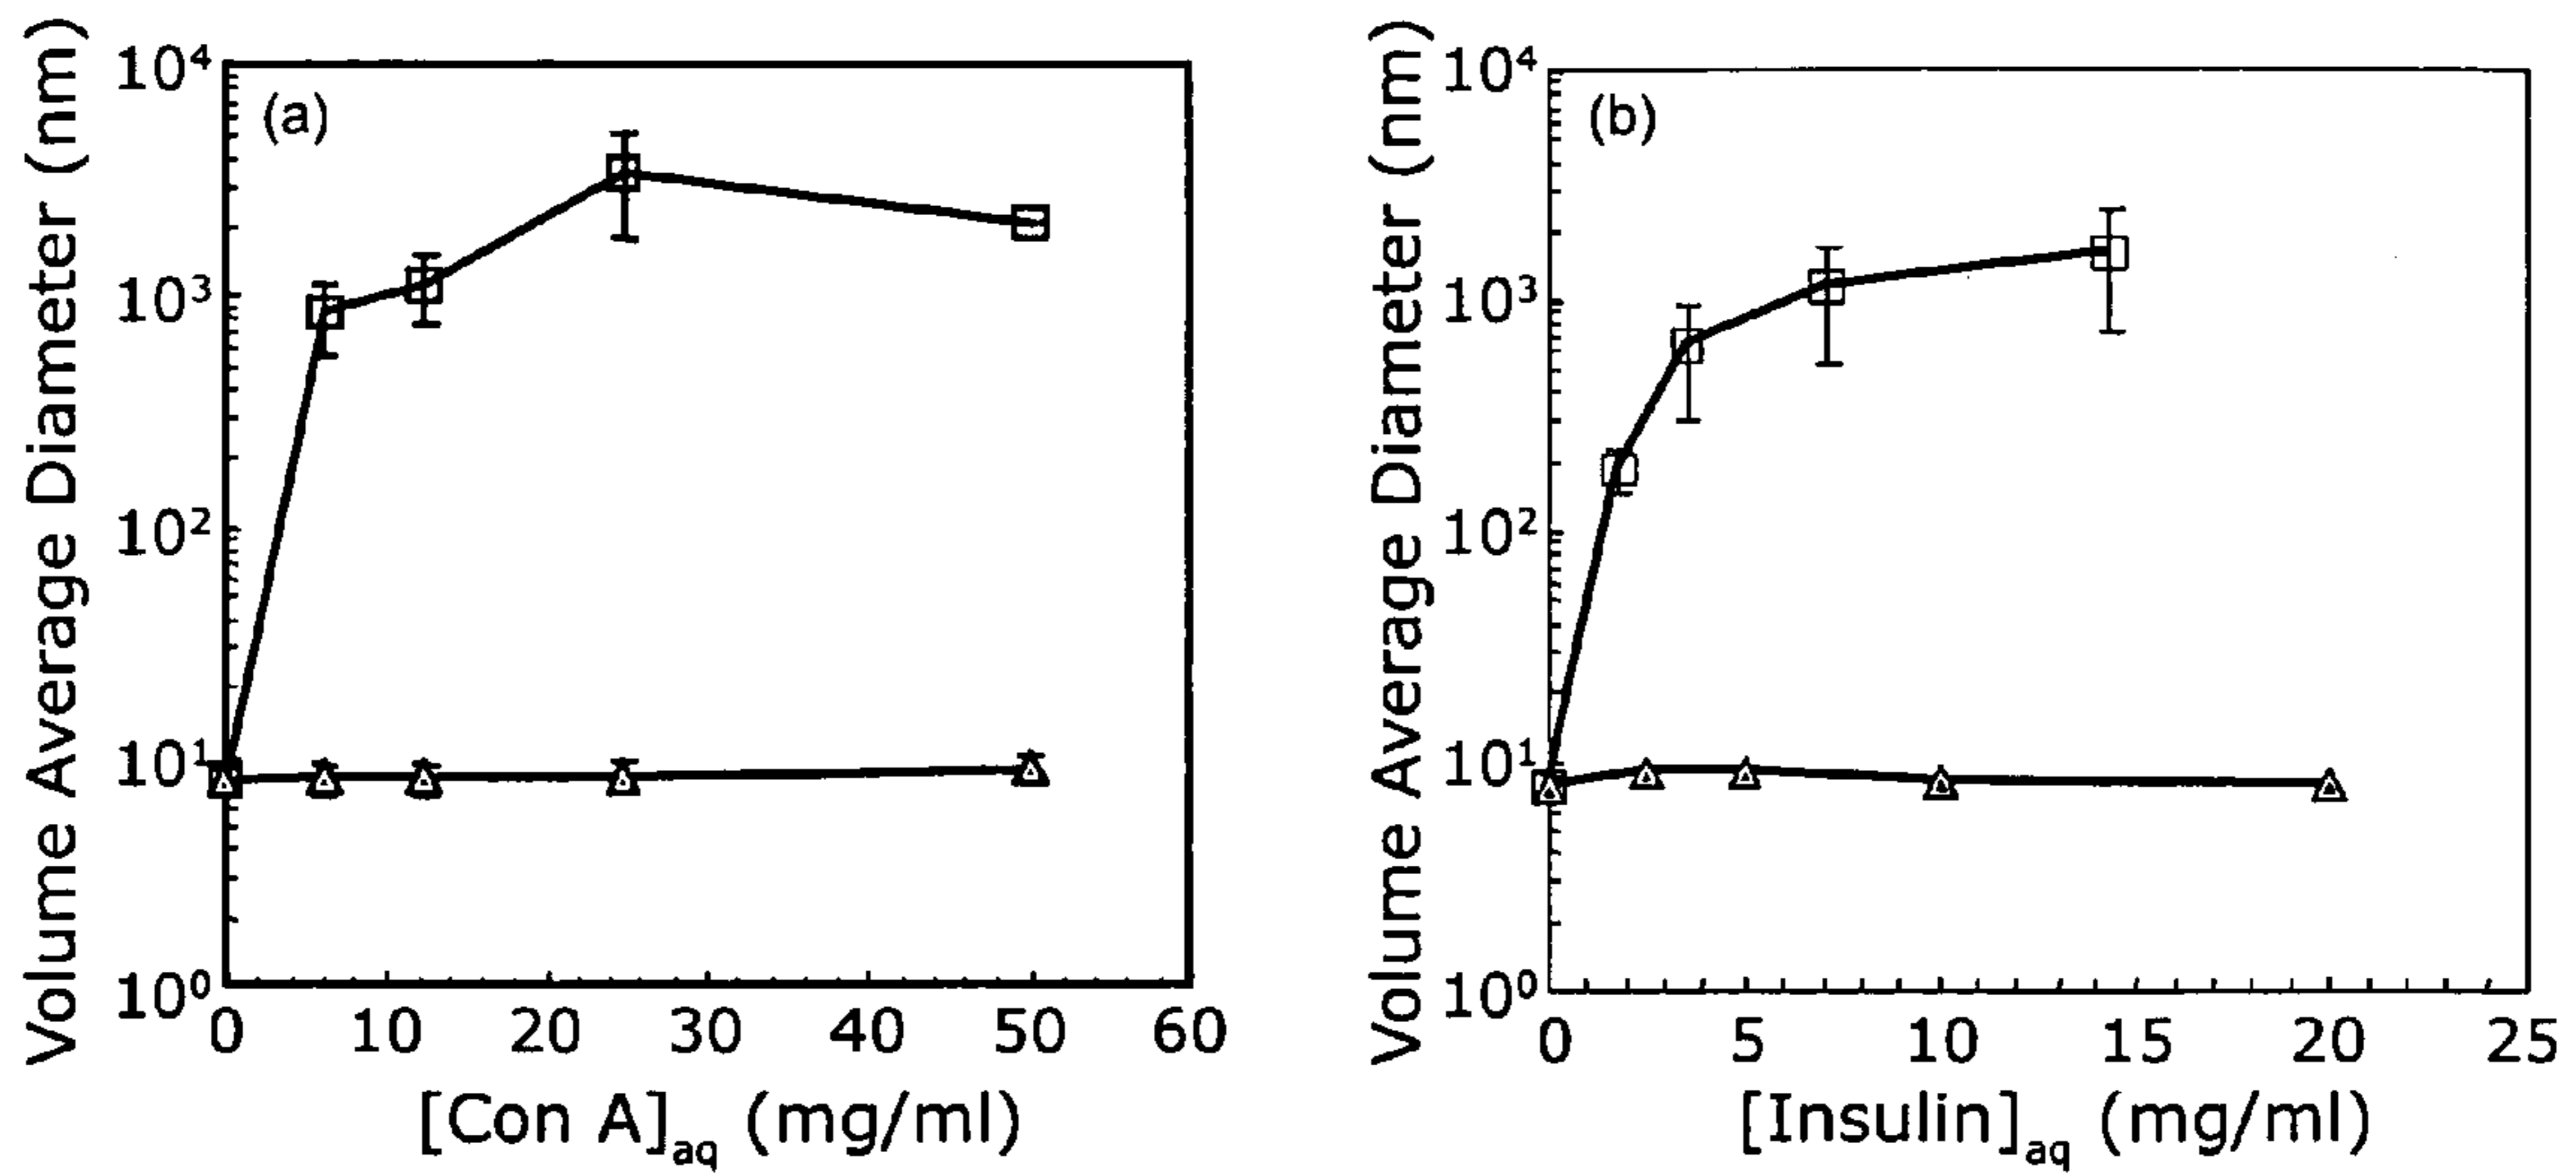 Volume Average Diameter (nm)
10⁴
10³
10²
10¹
10⁰
(a)
0 10 20 30 40 50 60
[Con A]aq (mg/ml)
Volume Average Diameter (nm)
10⁴
10³
10²
10¹
10⁰
(b)
0 5 10 15 20 25
[Insulin]aq (mg/ml)